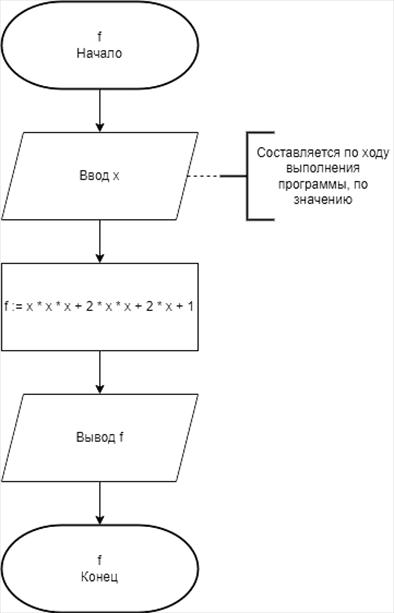 f
Начало
Ввод x
Составляется по ходу
выполнения
программы, по
значению
f := x * x * x + 2 * x * x + 2 * x + 1
Вывод f
f
Конец